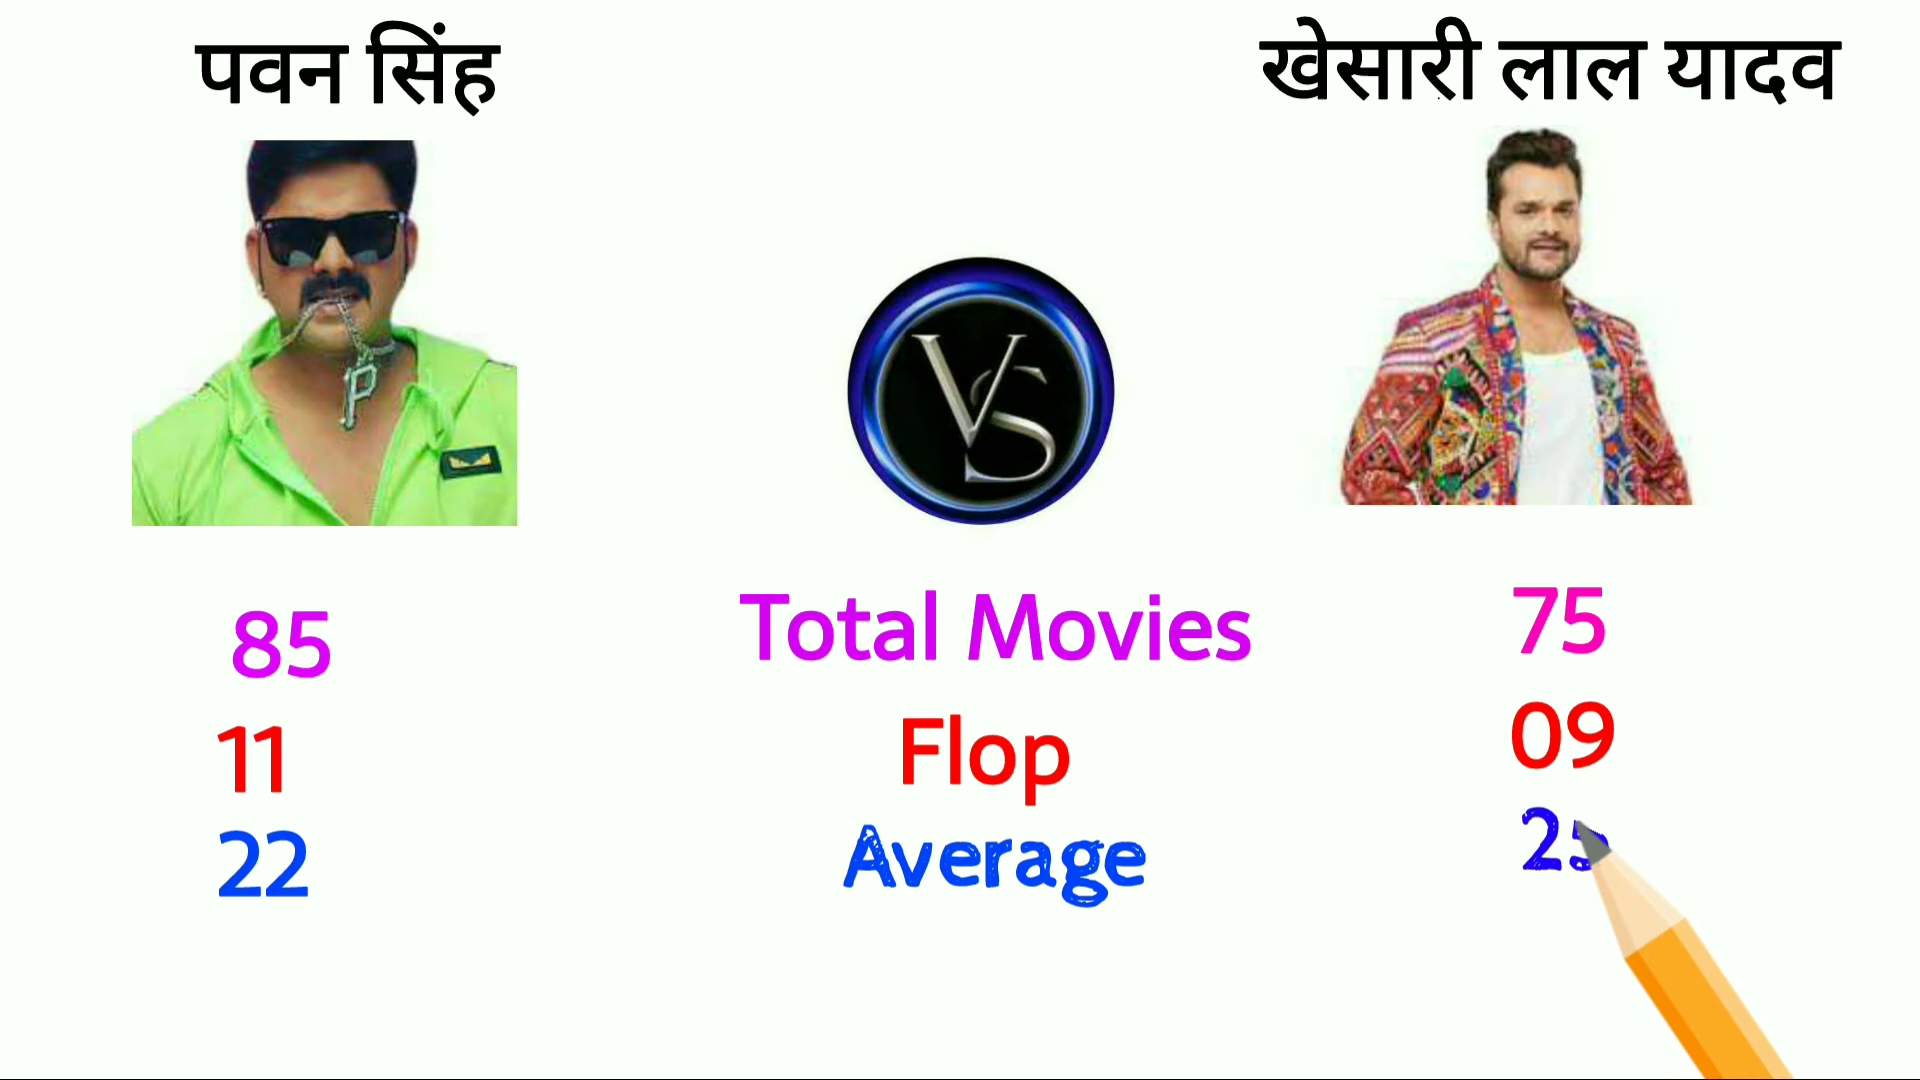 पवन सिंह
खेसारी लाल यादव
P
VS
85 Total Movies 75
11 Flop 09
22 Average